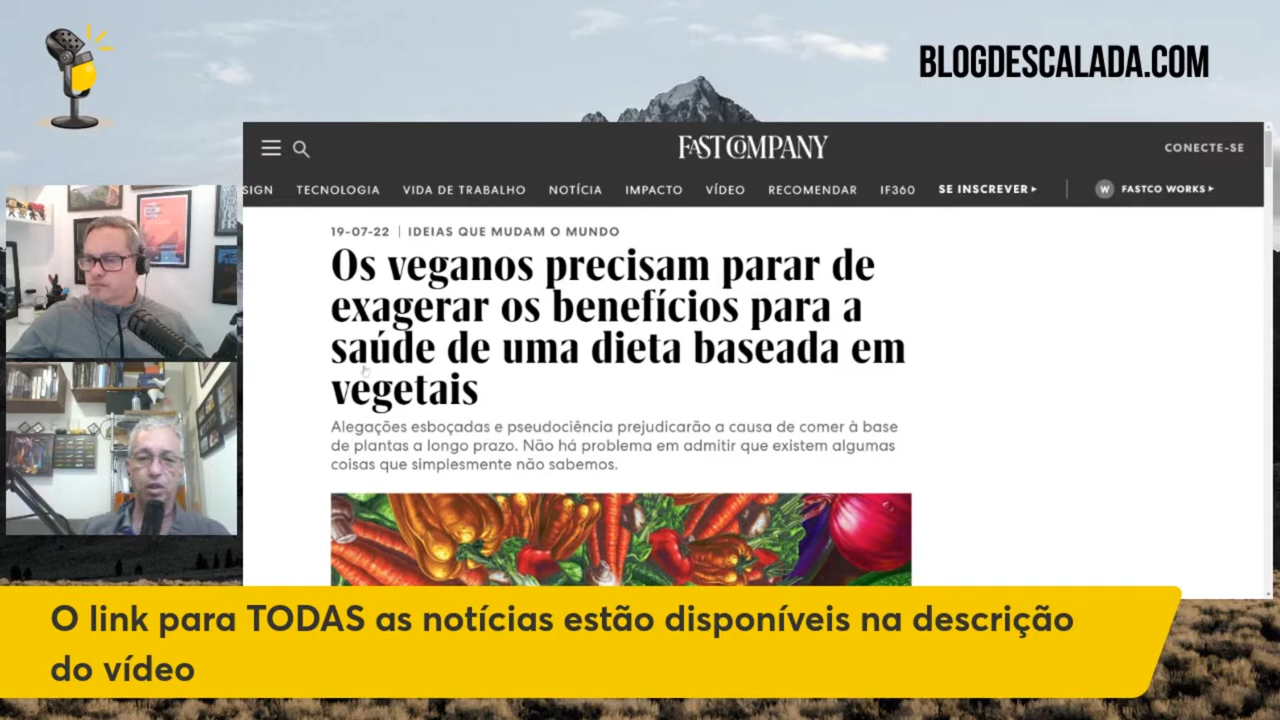 BLOGDESCALADA.COM
FAST COMPANY
CONECTE-SE
SIGN TECNOLOGIA VIDA DE TRABALHO NOTÍCIA IMPACTO VÍDEO RECOMENDAR IF360 SE INSCREVER W FASTCO WORKS
19-07-22 | IDEIAS QUE MUDAM O MUNDO
Os veganos precisam parar de
exagerar os benefícios para a
saúde de uma dieta baseada em
vegetais
Alegações esboçadas e pseudociência prejudicarão a causa de comer à base
de plantas a longo prazo. Não há problema em admitir que existem algumas
coisas que simplesmente não sabemos.
O link para TODAS as notícias estão disponíveis na descrição
do vídeo